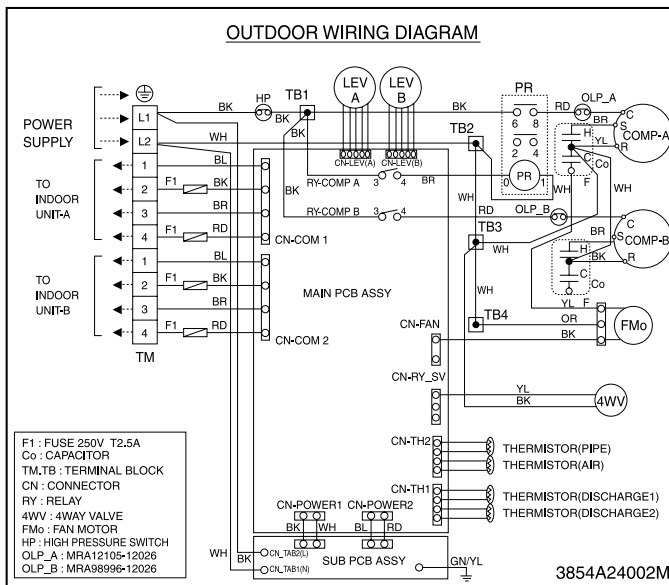 OUTDOOR WIRING DIAGRAM
POWER
SUPPLY
L1
L2
BK
HP
TB1
BK
LEV
A
LEV
B
CN-LEV(A)
CN-LEV(B)
BK
PR
6 8
2 4
PR
0 1
RD
OLP_A
C
S
R
COMP-A
BR
YL
H
C
Co
F
WH
TB2
WH
BK
RY-COMP A 3 4
BR
WH
WH
RY-COMP B 3 4
RD
OLP_B
C
S
R
COMP-B
BR
H
BK
C
Co
TB3
WH
WH
WH
TB4
YL F
OR
BK
FMo
TO
INDOOR
UNIT-A
1 BL
2 F1 BK
3 BR
4 F1 RD
CN-COM 1
TO
INDOOR
UNIT-B
1 BL
2 F1 BK
3 BR
4 F1 RD
CN-COM 2
TM
MAIN PCB ASSY
CN-FAN
CN-RY_SV
YL
BK
4WV
CN-TH2
THERMISTOR(PIPE)
THERMISTOR(AIR)
CN-TH1
THERMISTOR(DISCHARGE1)
THERMISTOR(DISCHARGE2)
CN-POWER1 CN-POWER2
BK WH BL RD
WH
BK
CN_TAB2(L)
CN_TAB1(N)
SUB PCB ASSY
GN/YL
F1 : FUSE 250V T2.5A
Co : CAPACITOR
TM.TB : TERMINAL BLOCK
CN : CONNECTOR
RY : RELAY
4WV : 4WAY VALVE
FMo : FAN MOTOR
HP : HIGH PRESSURE SWITCH
OLP_A : MRA12105-12026
OLP_B : MRA98996-12026
3854A24002M